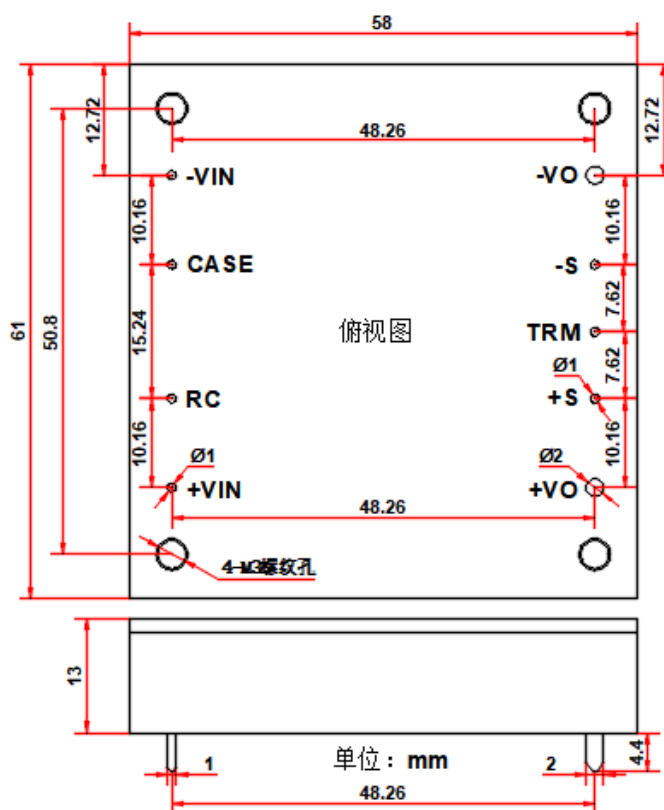 58
12.72
48.26
12.72
-VIN
-VO
10.16
10.16
CASE
-S
7.62
61
50.8
15.24
俯视图
TRM
7.62
Ø1
RC
+S
10.16
10.16
Ø1
Ø2
+VIN
+VO
48.26
4-M3螺纹孔
13
单位：mm
1
2
4.4
48.26